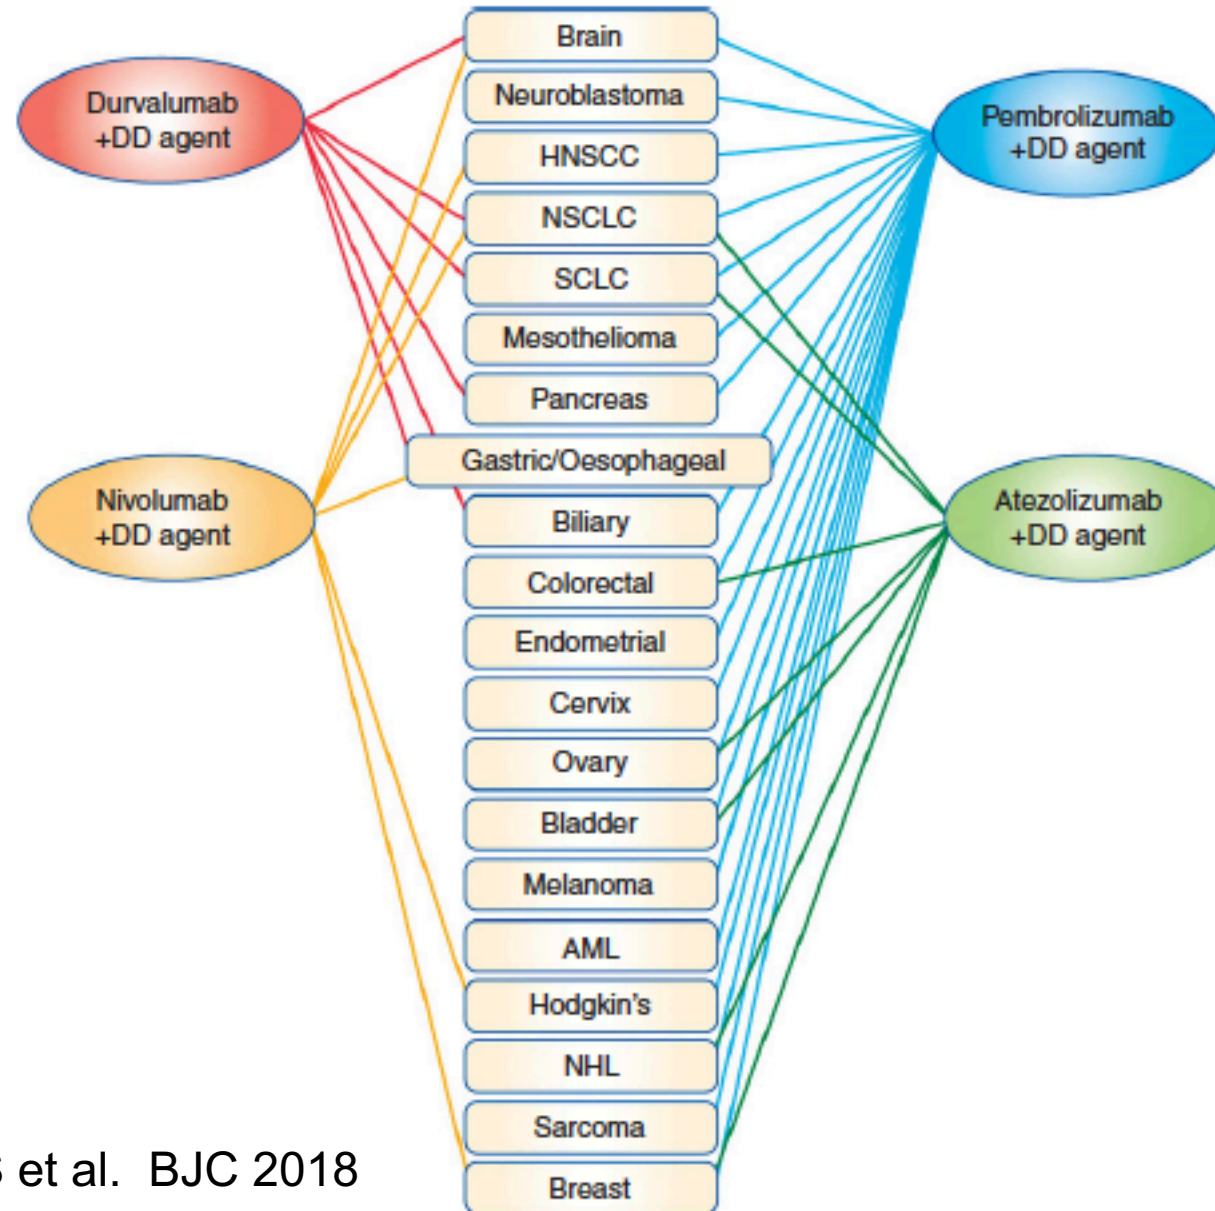 Durvalumab
+DD agent
Nivolumab
+DD agent
Brain
Neuroblastoma
HNSCC
NSCLC
SCLC
Mesothelioma
Pancreas
Gastric/Oesophageal
Biliary
Colorectal
Endometrial
Cervix
Ovary
Bladder
Melanoma
AML
Hodgkin's
NHL
Sarcoma
Breast
Pembrolizumab
+DD agent
Atezolizumab
+DD agent
et al. BJC 2018